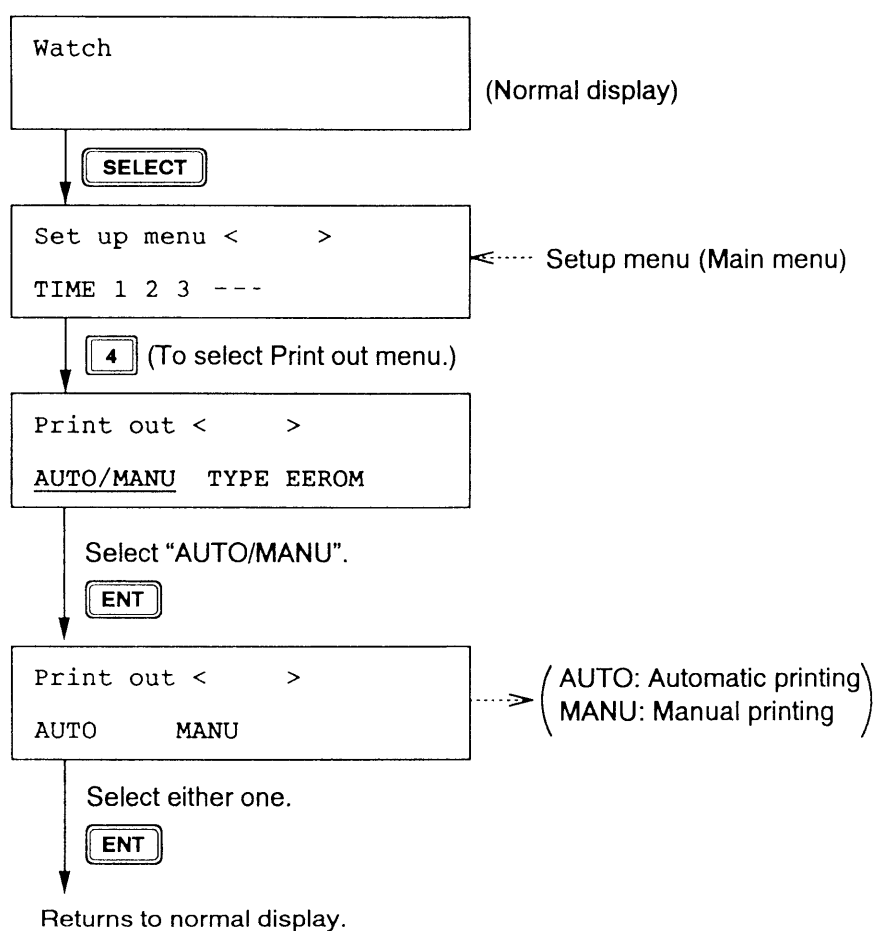 Watch
(Normal display)
SELECT
Set up menu <      >
Setup menu (Main menu)
TIME 1 2 3 ---
4 (To select Print out menu.)
Print out <      >
AUTO/MANU  TYPE EEROM
Select “AUTO/MANU”.
ENT
Print out <      >
AUTO: Automatic printing
MANU: Manual printing
AUTO     MANU
Select either one.
ENT
Returns to normal display.